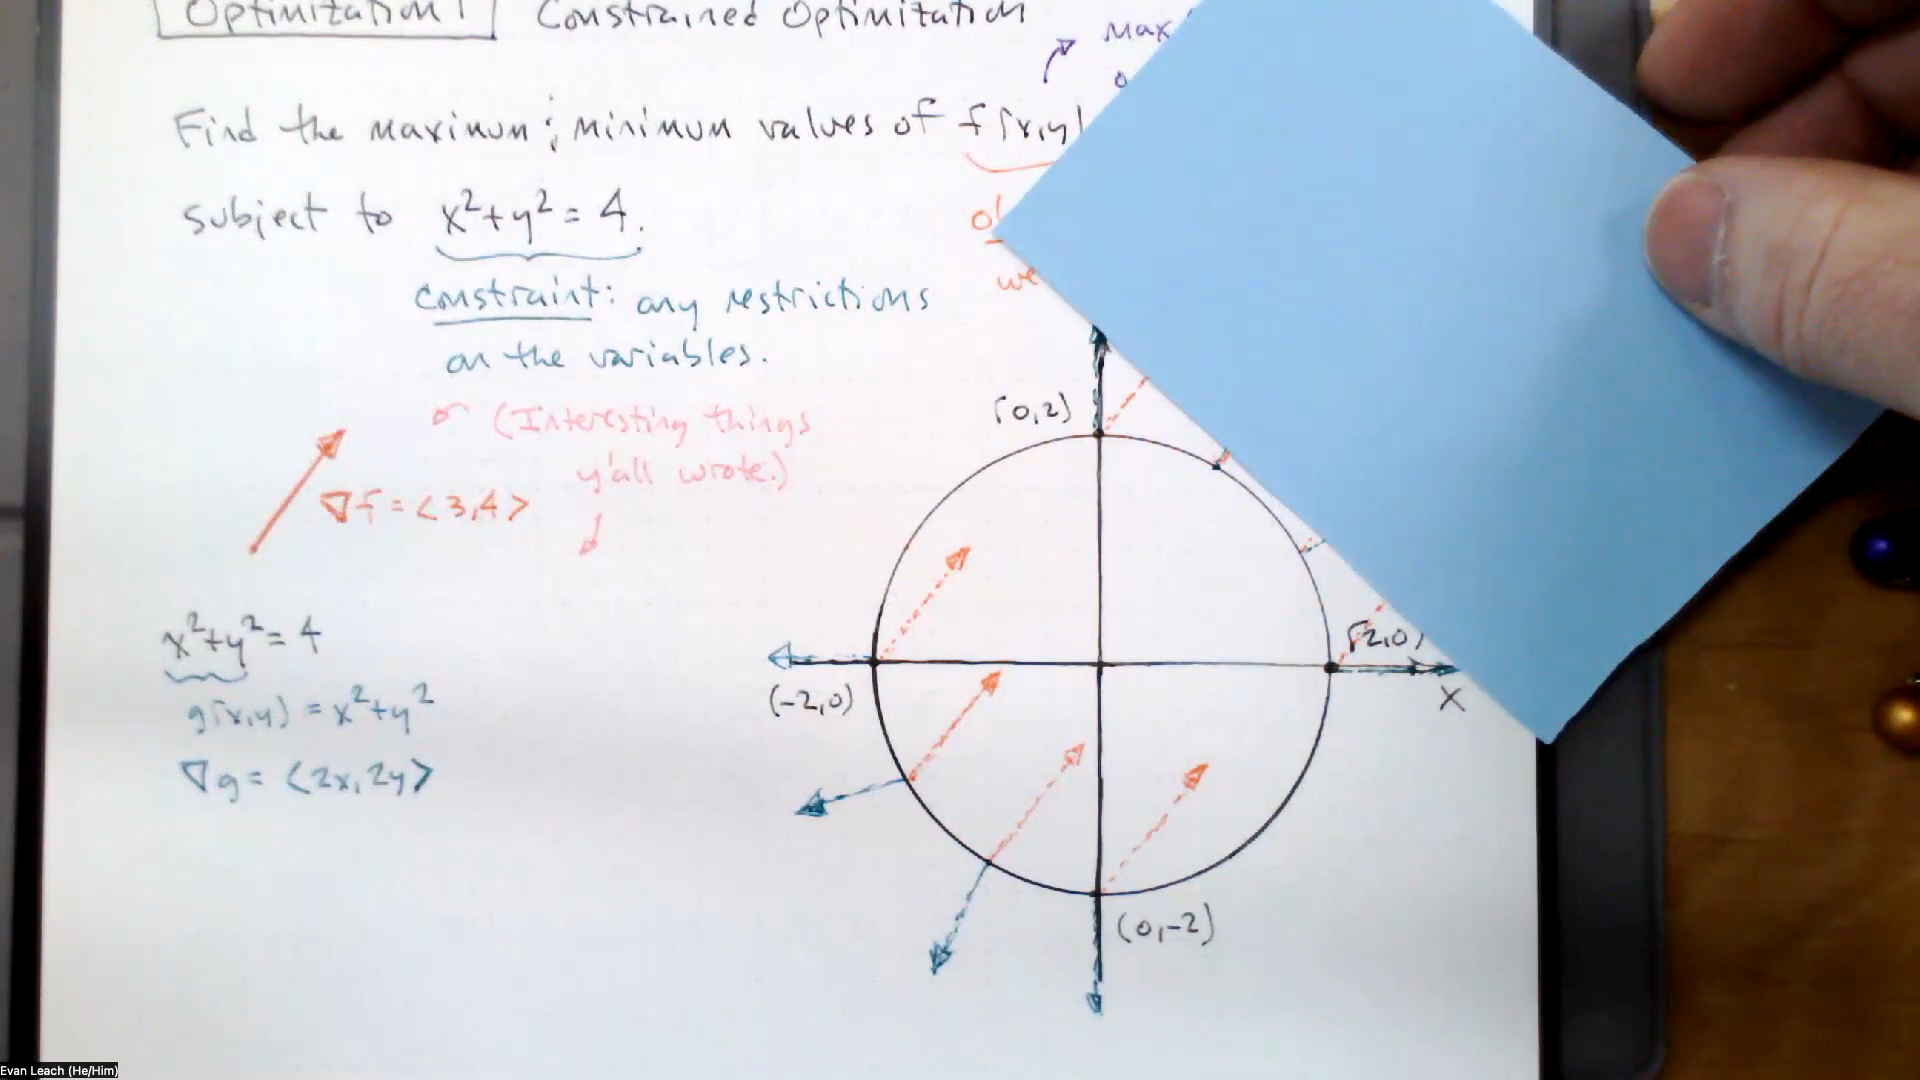 Optimization: Constrained Optimization
Max
Find the maximum ; minimum values of f(x,y)
subject to x²+y² = 4.
constraint: any restrictions
on the variables.
we
or (Interesting things
y'all wrote.)
∇f = <3,4>
x²+y² = 4
g(x,y) = x²+y²
∇g = <2x, 2y>
(0,2)
(2,0)
X
(-2,0)
(0,-2)
Evan Leach (He/Him)